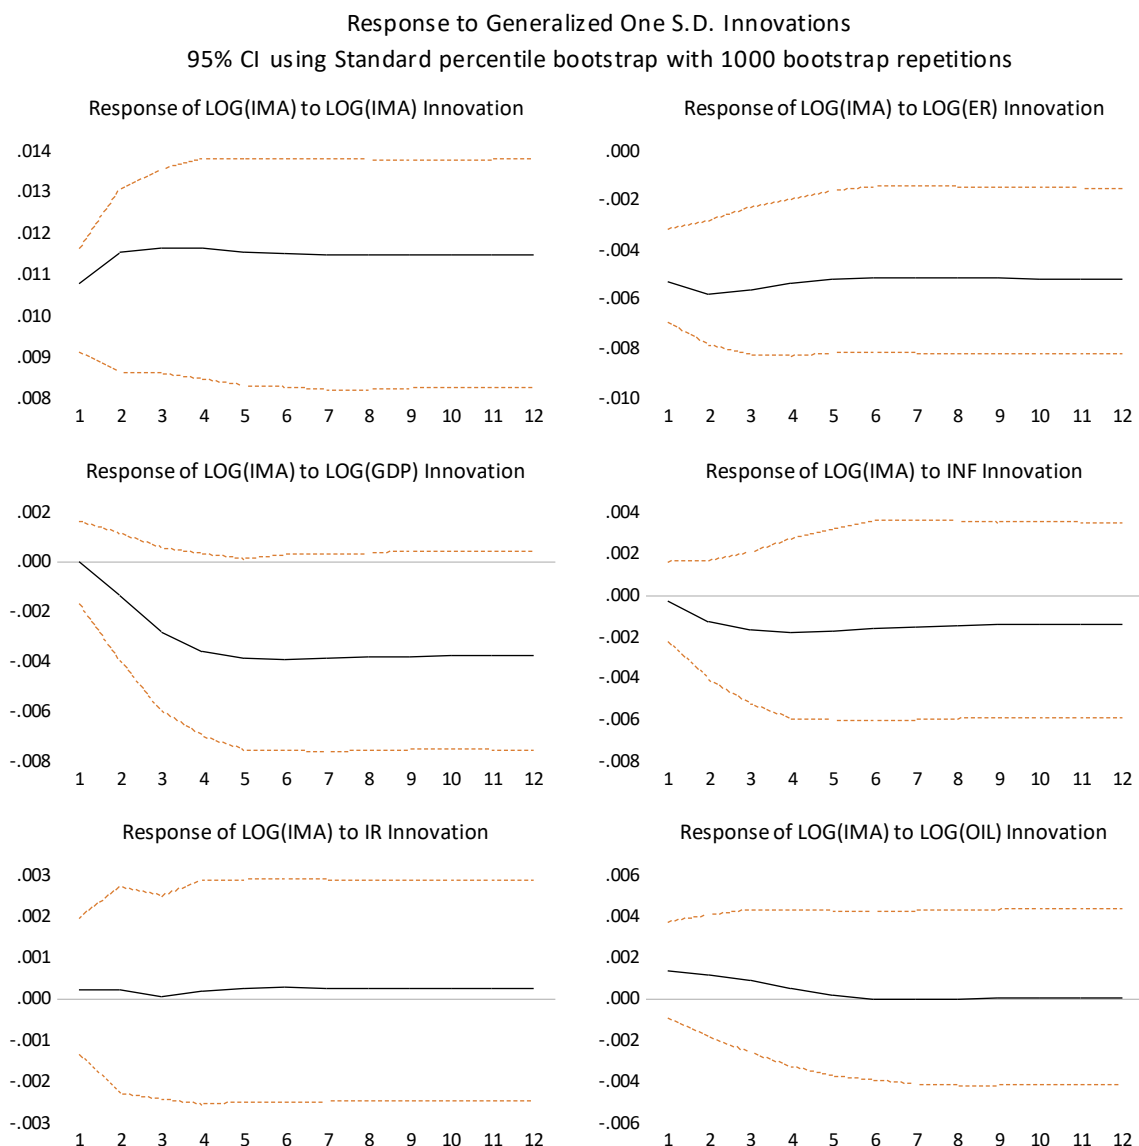 Response to Generalized One S.D. Innovations
95% CI using Standard percentile bootstrap with 1000 bootstrap repetitions
Response of LOG(IMA) to LOG(IMA) Innovation
.014
.013
.012
.011
.010
.009
.008
1 2 3 4 5 6 7 8 9 10 11 12
Response of LOG(IMA) to LOG(ER) Innovation
.000
-.002
-.004
-.006
-.008
-.010
1 2 3 4 5 6 7 8 9 10 11 12
Response of LOG(IMA) to LOG(GDP) Innovation
.002
.000
-.002
-.004
-.006
-.008
1 2 3 4 5 6 7 8 9 10 11 12
Response of LOG(IMA) to INF Innovation
.004
.002
.000
-.002
-.004
-.006
-.008
1 2 3 4 5 6 7 8 9 10 11 12
Response of LOG(IMA) to IR Innovation
.003
.002
.001
.000
-.001
-.002
-.003
1 2 3 4 5 6 7 8 9 10 11 12
Response of LOG(IMA) to LOG(OIL) Innovation
.006
.004
.002
.000
-.002
-.004
-.006
1 2 3 4 5 6 7 8 9 10 11 12